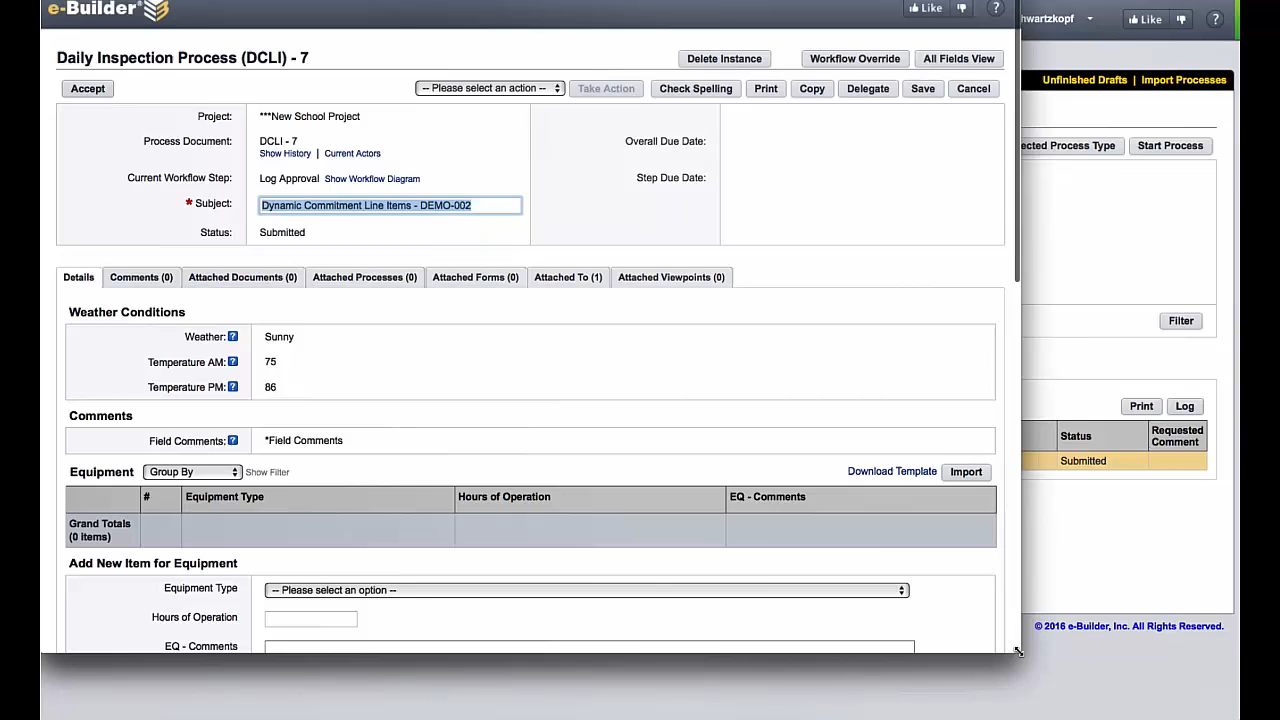 e-Builder®
Like
?
hwartzkopf
Like
?
Daily Inspection Process (DCLI) - 7
Delete Instance
Workflow Override
All Fields View
Unfinished Drafts | Import Processes
Accept
-- Please select an action --
Take Action
Check Spelling
Print
Copy
Delegate
Save
Cancel
Project:
***New School Project
Process Document:
DCLI - 7
Overall Due Date:
ected Process Type
Start Process
Show History | Current Actors
Current Workflow Step:
Log Approval Show Workflow Diagram
Step Due Date:
* Subject:
Dynamic Commitment Line Items - DEMO-002
Status:
Submitted
Details
Comments (0)
Attached Documents (0)
Attached Processes (0)
Attached Forms (0)
Attached To (1)
Attached Viewpoints (0)
Weather Conditions
Filter
Weather:?
Sunny
Temperature AM:?
75
Temperature PM:?
86
Comments
Print
Log
Field Comments:?
*Field Comments
Status
Requested
Comment
Submitted
Equipment
Group By
Show Filter
Download Template
Import
#
Equipment Type
Hours of Operation
EQ - Comments
Grand Totals
(0 items)
Add New Item for Equipment
Equipment Type
-- Please select an option --
Hours of Operation
© 2016 e-Builder, Inc. All Rights Reserved.
EQ - Comments